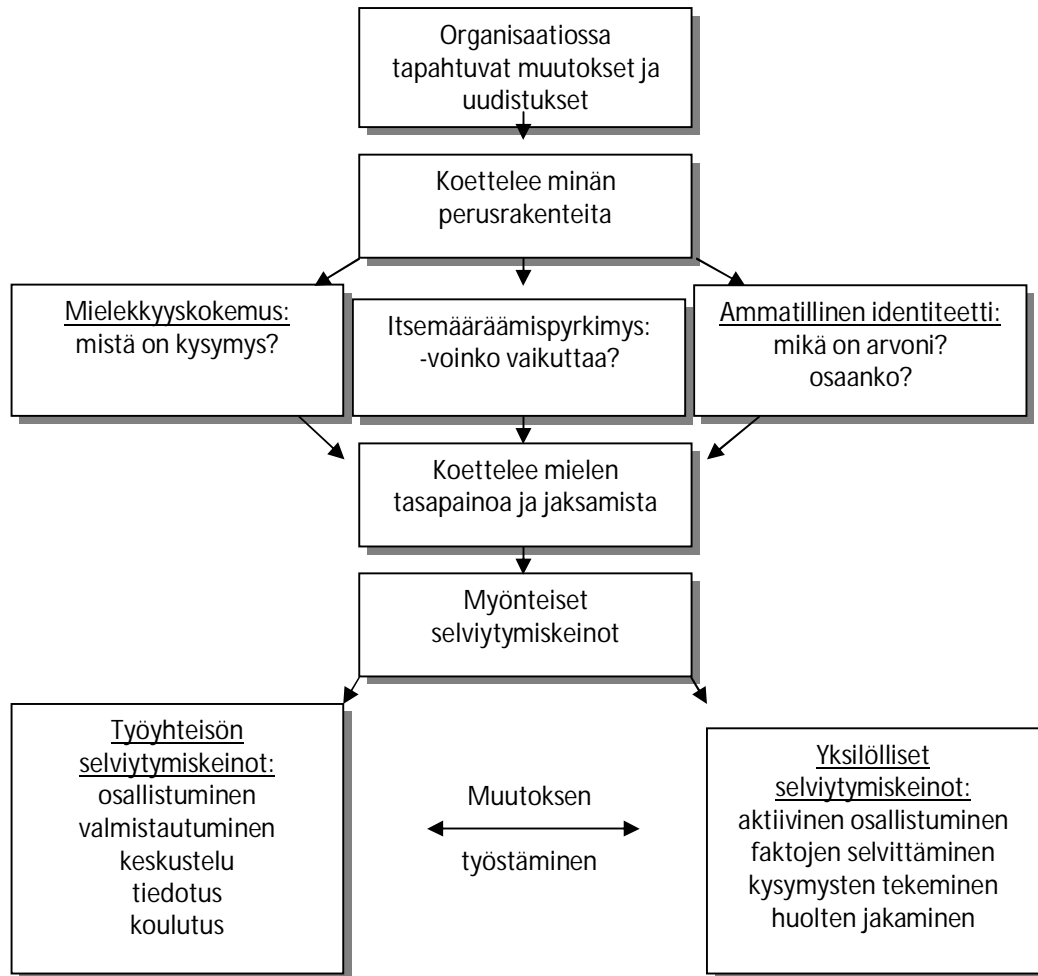 Organisaatiossa
tapahtuvat muutokset ja
uudistukset
Koettelee minän
perusrakenteita
Mielekkyyskokemus:
mistä on kysymys?
Itsemääräämispyrkimys:
-voinko vaikuttaa?
Ammatillinen identiteetti:
mikä on arvoni?
osaanko?
Koettelee mielen
tasapainoa ja jaksamista
Myönteiset
selviytymiskeinot
Työyhteisön
selviytymiskeinot:
osallistuminen
valmistautuminen
keskustelu
tiedotus
koulutus
Muutoksen
työstäminen
Yksilölliset
selviytymiskeinot:
aktiivinen osallistuminen
faktojen selvittäminen
kysymysten tekeminen
huolten jakaminen